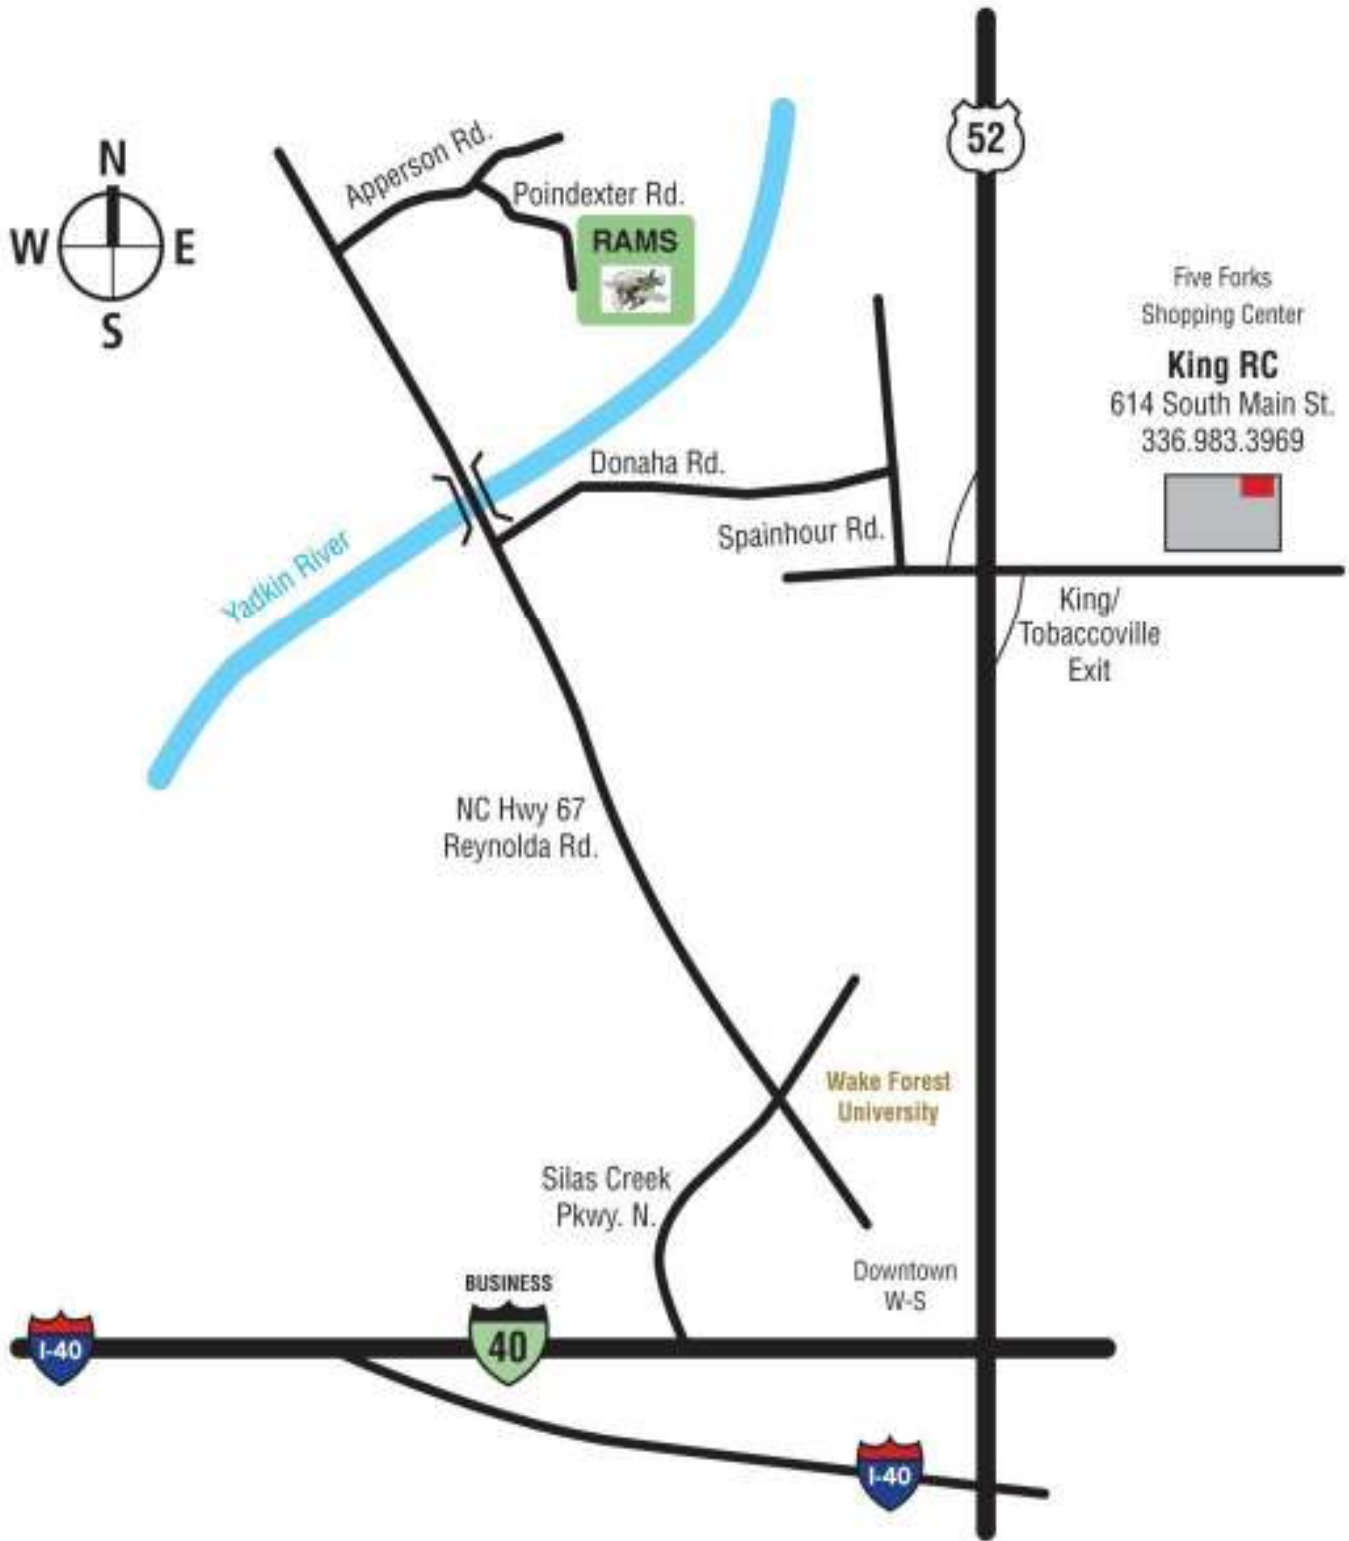 52
N
W
E
S
Apperson Rd.
Poindexter Rd.
RAMS
Five Forks
Shopping Center
King RC
614 South Main St.
336.983.3969
Donaha Rd.
Spainhour Rd.
Yadkin River
King/
Tobaccoville
Exit
NC Hwy 67
Reynolda Rd.
Wake Forest
University
Silas Creek
Pkwy. N.
Downtown
W-S
BUSINESS
40
I-40
I-40